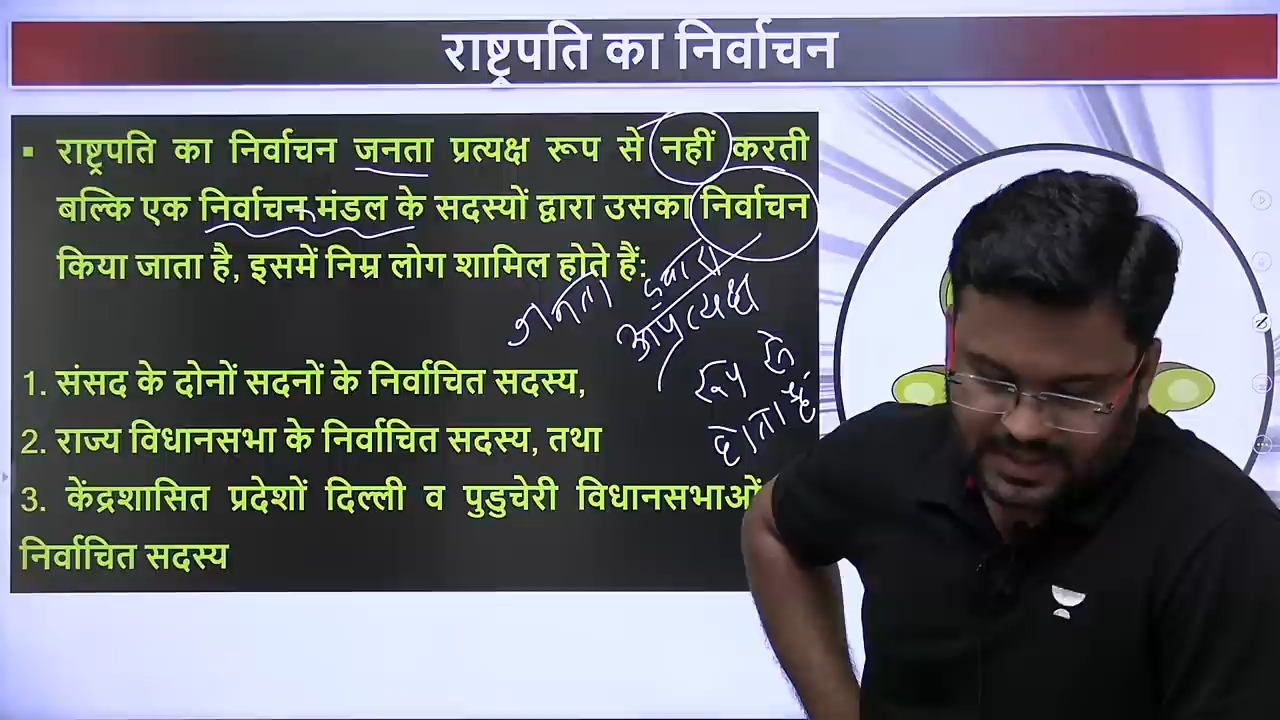 राष्ट्रपति का निर्वाचन
▪ राष्ट्रपति का निर्वाचन जनता प्रत्यक्ष रूप से नहीं करती
बल्कि एक निर्वाचन मंडल के सदस्यों द्वारा उसका निर्वाचन
किया जाता है, इसमें निम्न लोग शामिल होते हैं:
जनता द्वारा
अप्रत्यक्ष
रूप से
होता है
1. संसद के दोनों सदनों के निर्वाचित सदस्य,
2. राज्य विधानसभा के निर्वाचित सदस्य, तथा
3. केंद्रशासित प्रदेशों दिल्ली व पुडुचेरी विधानसभाओं
निर्वाचित सदस्य